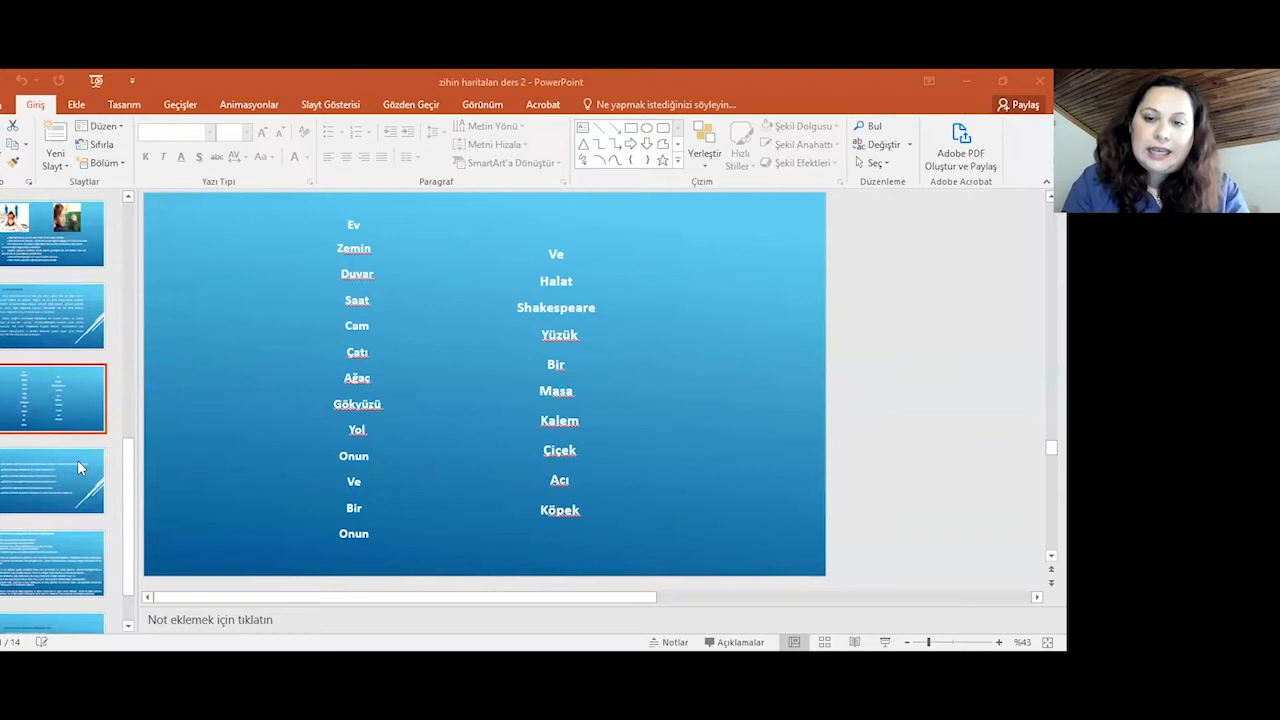 zihin haritaları ders 2 - PowerPoint
Giriş Ekle Tasarım Geçişler Animasyonlar Slayt Gösterisi Gözden Geçir Görünüm Acrobat Ne yapmak istediğinizi söyleyin... Paylaş
Yeni
Slayt
Düzen
Sıfırla
Bölüm
Slaytlar
K T A S abc AV Aa A
Yazı Tipi
Metin Yönü
Metni Hizala
SmartArt'a Dönüştür
Paragraf
Yerleştir
Hızlı
Stiller
Şekil Dolgusu
Şekil Anahattı
Şekil Efektleri
Çizim
Bul
Değiştir
Seç
Düzenleme
Adobe PDF
Oluştur ve Paylaş
Adobe Acrobat
Ev
Zemin
Duvar
Saat
Cam
Çatı
Ağaç
Gökyüzü
Yol
Onun
Ve
Bir
Onun
Ve
Halat
Shakespeare
Yüzük
Bir
Masa
Kalem
Çiçek
Acı
Köpek
Not eklemek için tıklatın
/ 14
Notlar Açıklamalar %43